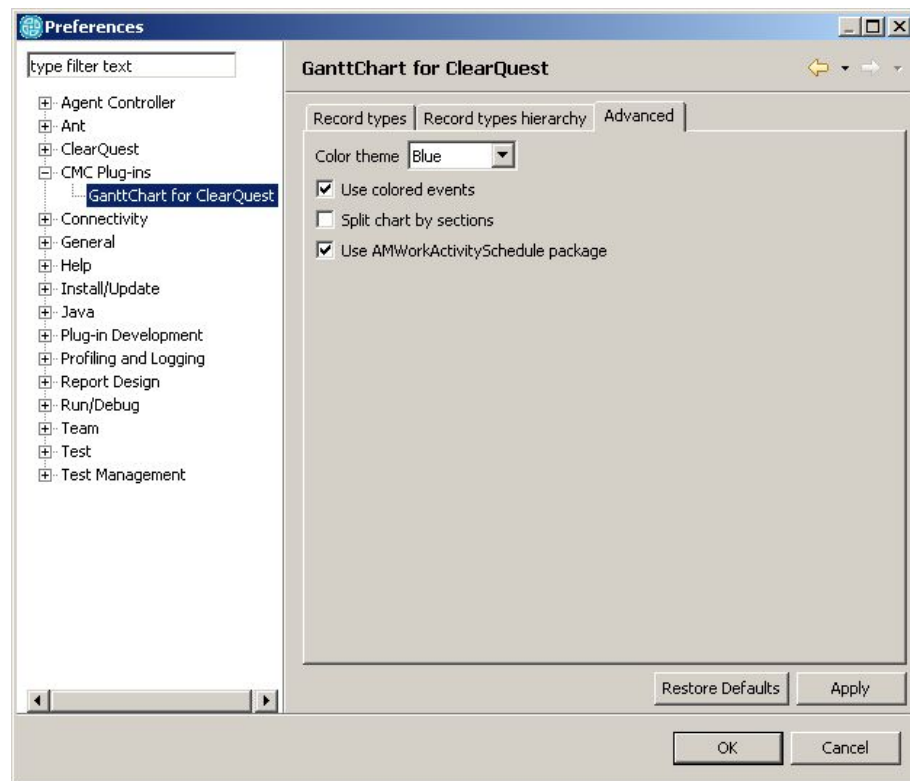 Preferences
type filter text
Agent Controller
Ant
ClearQuest
CMC Plug-ins
GanttChart for ClearQuest
Connectivity
General
Help
Install/Update
Java
Plug-in Development
Profiling and Logging
Report Design
Run/Debug
Team
Test
Test Management
GanttChart for ClearQuest
Record types Record types hierarchy Advanced
Color theme Blue
Use colored events
Split chart by sections
Use AMWorkActivitySchedule package
Restore Defaults Apply
OK Cancel